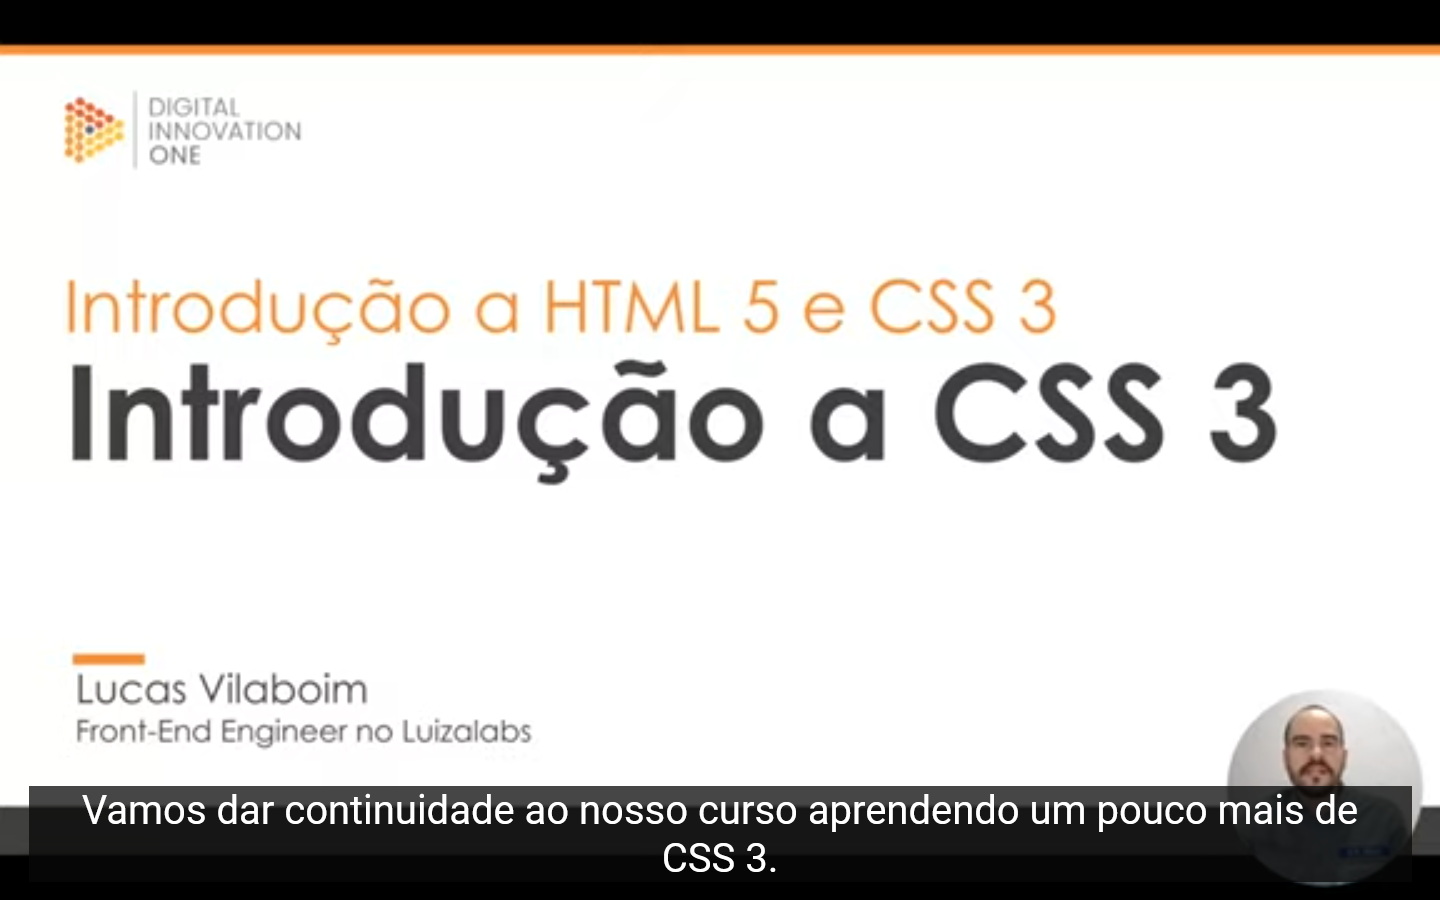 DIGITAL
INNOVATION
ONE
Introdução a HTML 5 e CSS 3
Introdução a CSS 3
Lucas Vilaboim
Front-End Engineer no Luizalabs
Vamos dar continuidade ao nosso curso aprendendo um pouco mais de
CSS 3.